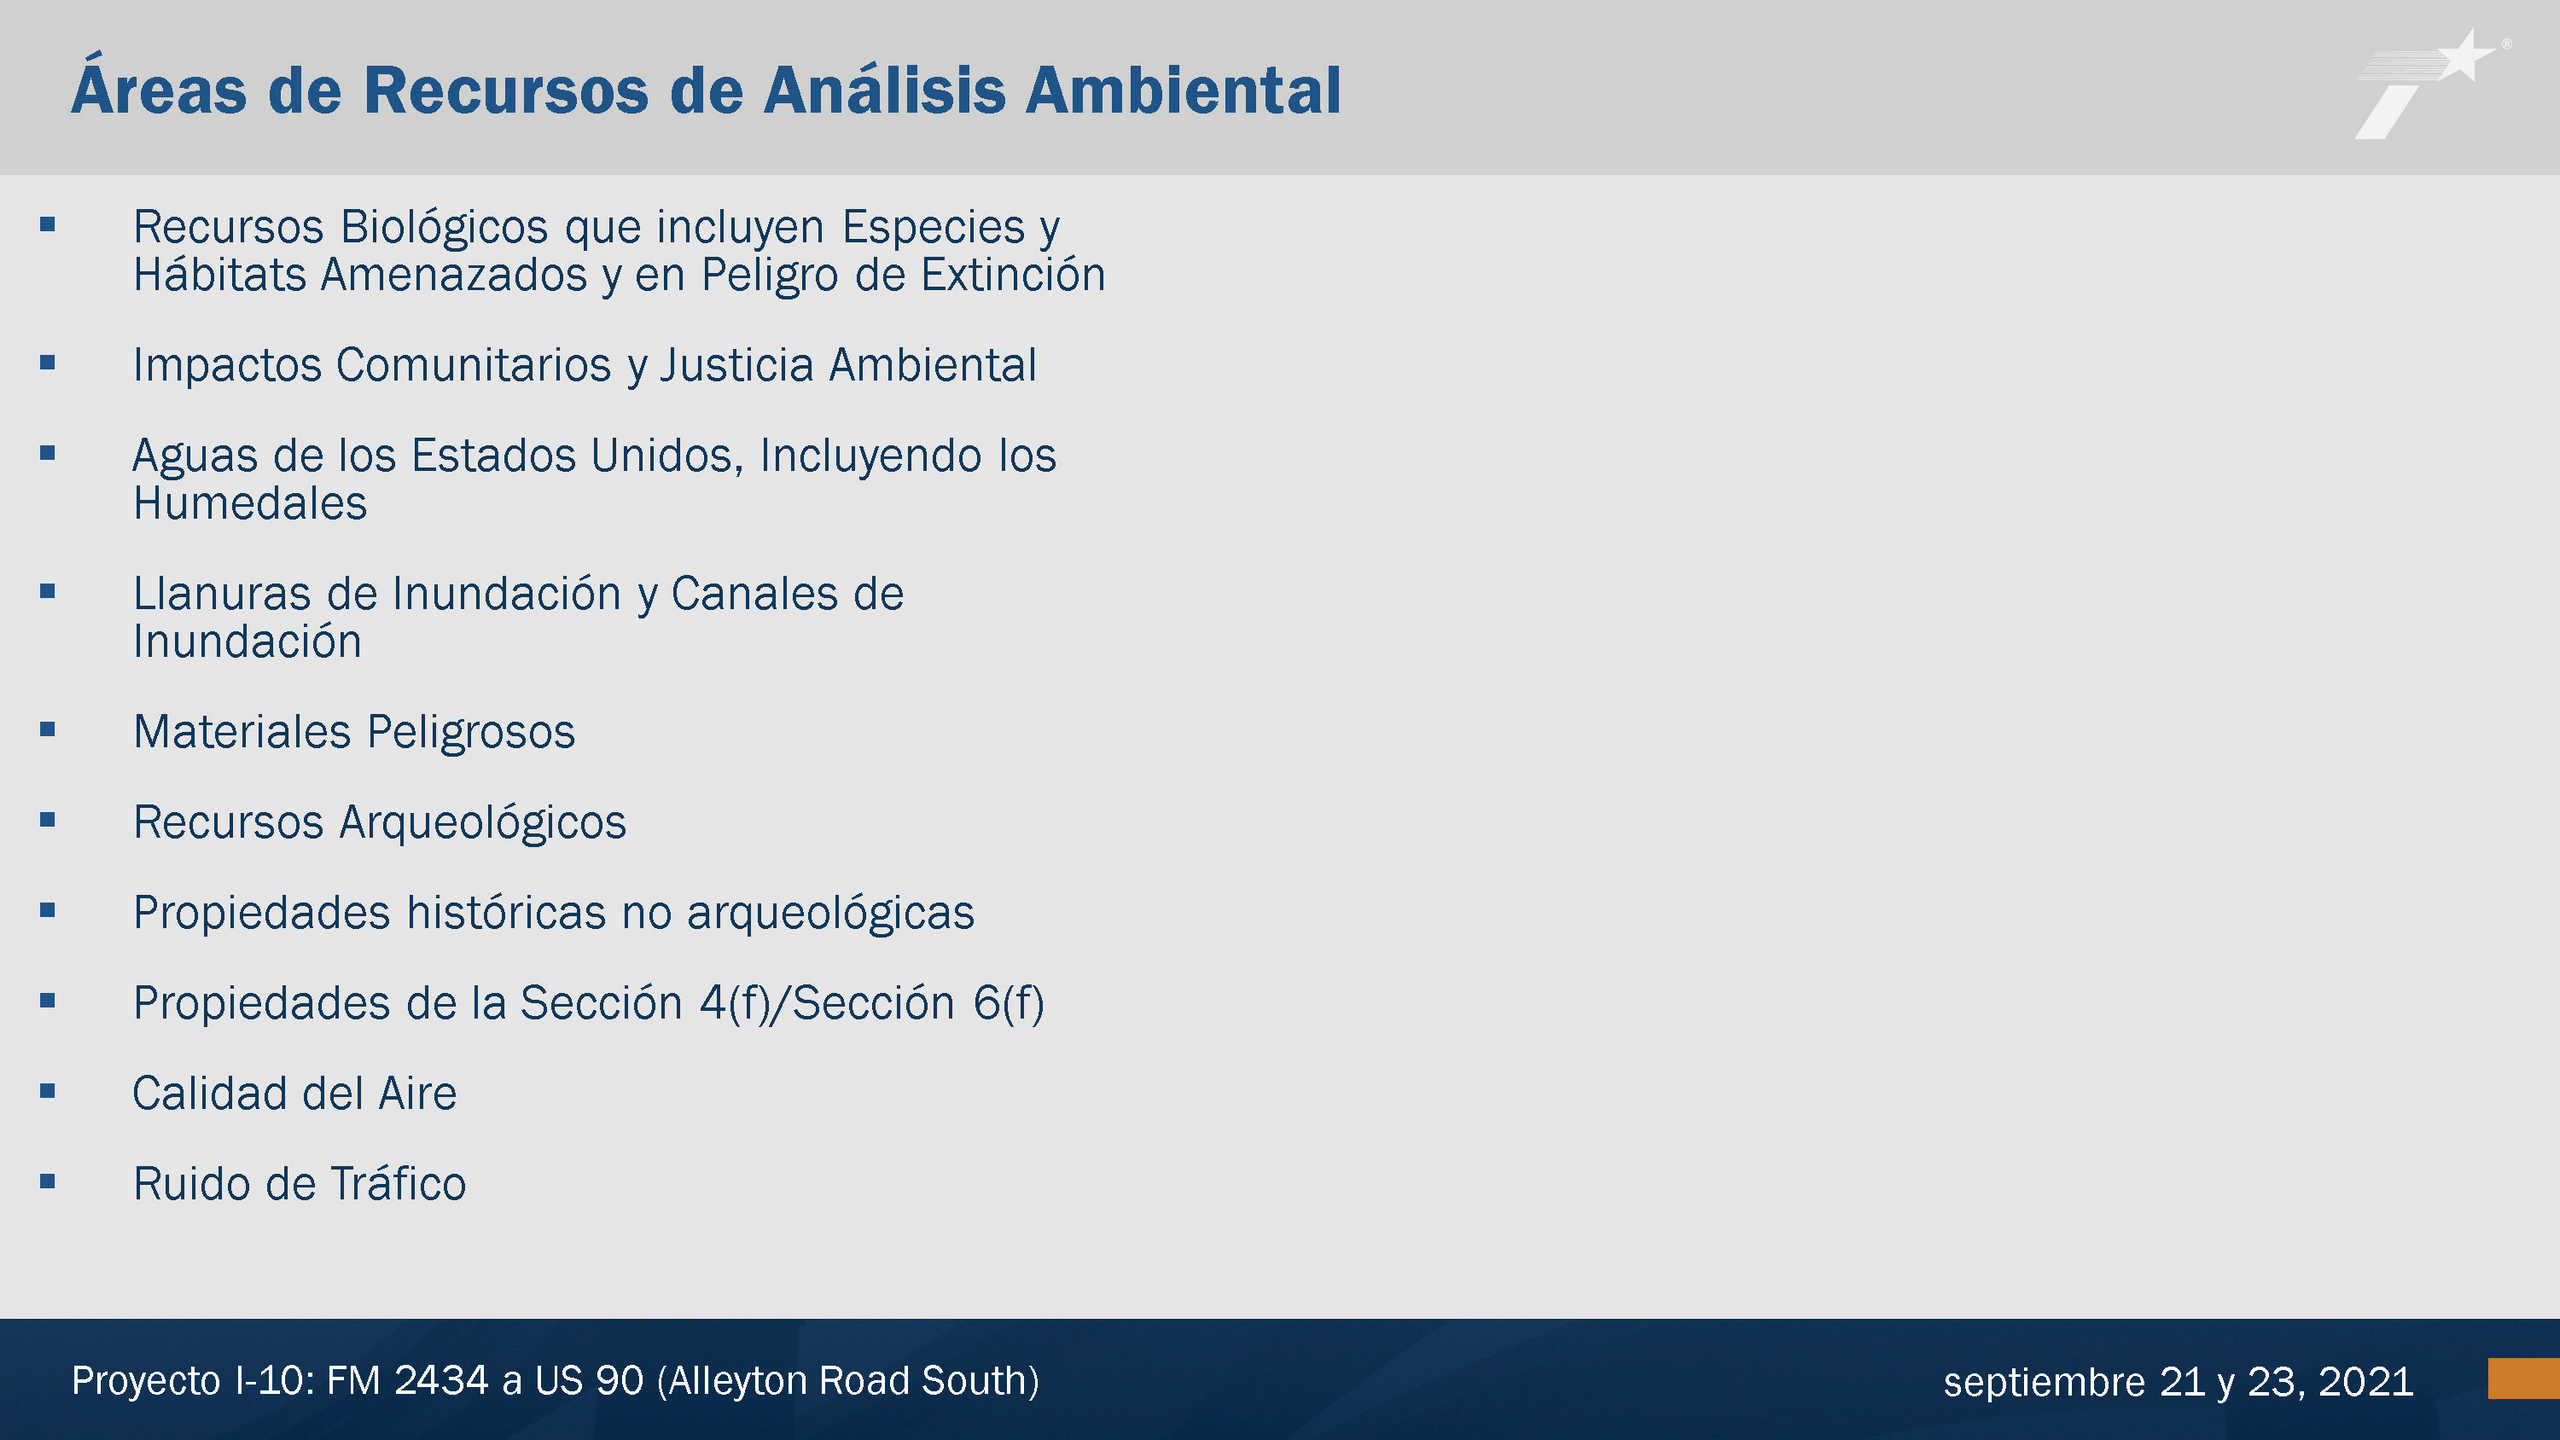 Áreas de Recursos de Análisis Ambiental
®
▪ Recursos Biológicos que incluyen Especies y
Hábitats Amenazados y en Peligro de Extinción
▪ Impactos Comunitarios y Justicia Ambiental
▪ Aguas de los Estados Unidos, Incluyendo los
Humedales
▪ Llanuras de Inundación y Canales de
Inundación
▪ Materiales Peligrosos
▪ Recursos Arqueológicos
▪ Propiedades históricas no arqueológicas
▪ Propiedades de la Sección 4(f)/Sección 6(f)
▪ Calidad del Aire
▪ Ruido de Tráfico
Proyecto I-10: FM 2434 a US 90 (Alleyton Road South)
septiembre 21 y 23, 2021